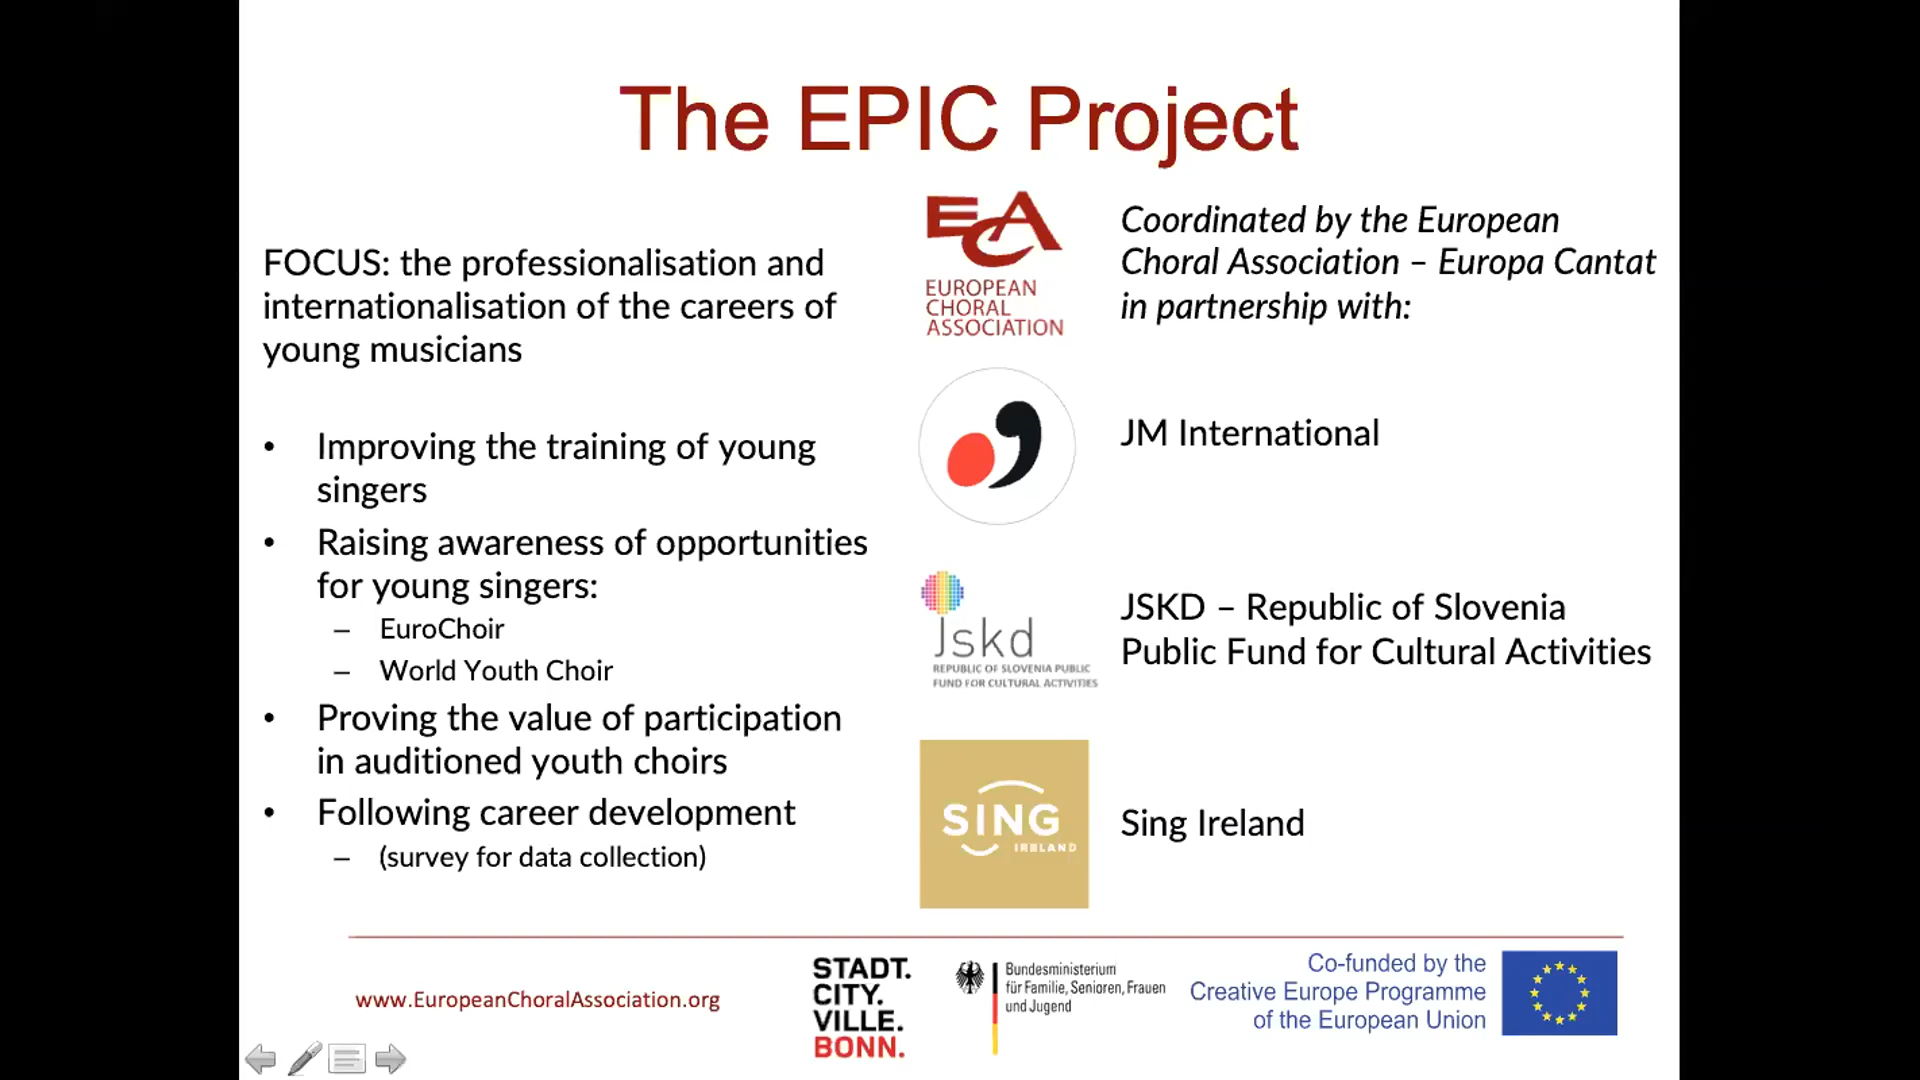 The EPIC Project
FOCUS: the professionalisation and
internationalisation of the careers of
young musicians
• Improving the training of young
singers
• Raising awareness of opportunities
for young singers:
– EuroChoir
– World Youth Choir
• Proving the value of participation
in auditioned youth choirs
• Following career development
– (survey for data collection)
ECA
EUROPEAN
CHORAL
ASSOCIATION
Coordinated by the European
Choral Association – Europa Cantat
in partnership with:
JM International
Jskd
REPUBLIC OF SLOVENIA PUBLIC
FUND FOR CULTURAL ACTIVITIES
JSKD – Republic of Slovenia
Public Fund for Cultural Activities
SING
IRELAND
Sing Ireland
www.EuropeanChoralAssociation.org
STADT.
CITY.
VILLE.
BONN.
Bundesministerium
für Familie, Senioren, Frauen
und Jugend
Co-funded by the
Creative Europe Programme
of the European Union